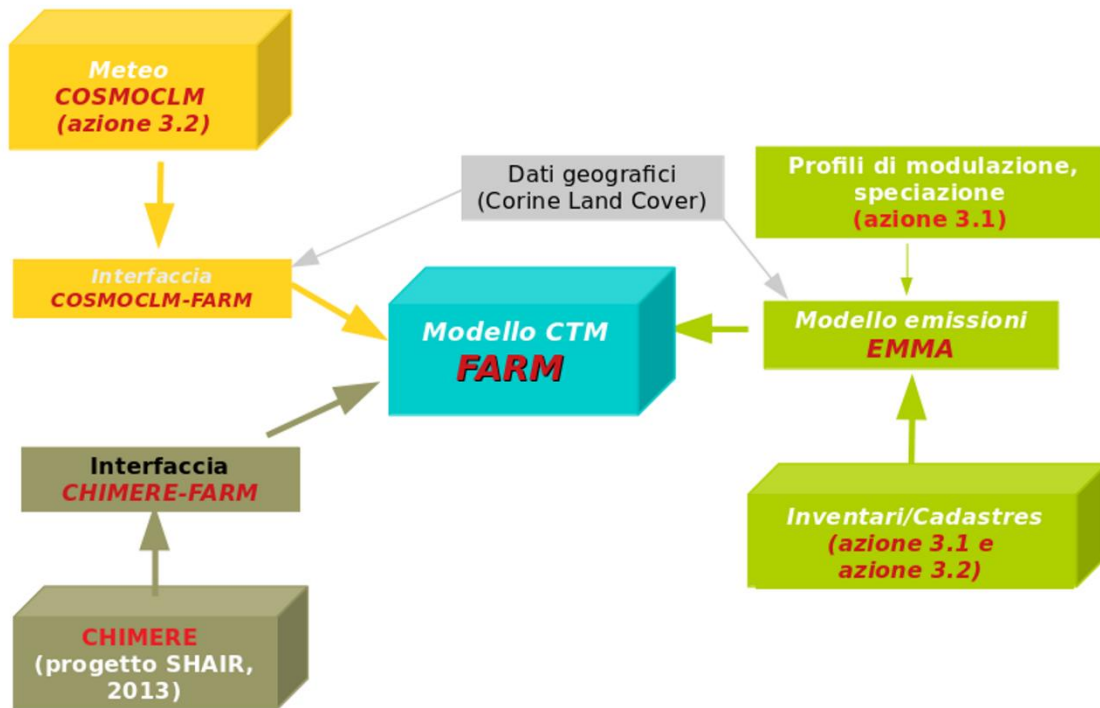 Meteo
COSMOCLM
(azione 3.2)
Dati geografici
(Corine Land Cover)
Profili di modulazione,
speciazione
(azione 3.1)
Interfaccia
COSMOCLM-FARM
Modello CTM
FARM
Modello emissioni
EMMA
Interfaccia
CHIMERE-FARM
Inventari/Cadastres
(azione 3.1 e
azione 3.2)
CHIMERE
(progetto SHAIR,
2013)